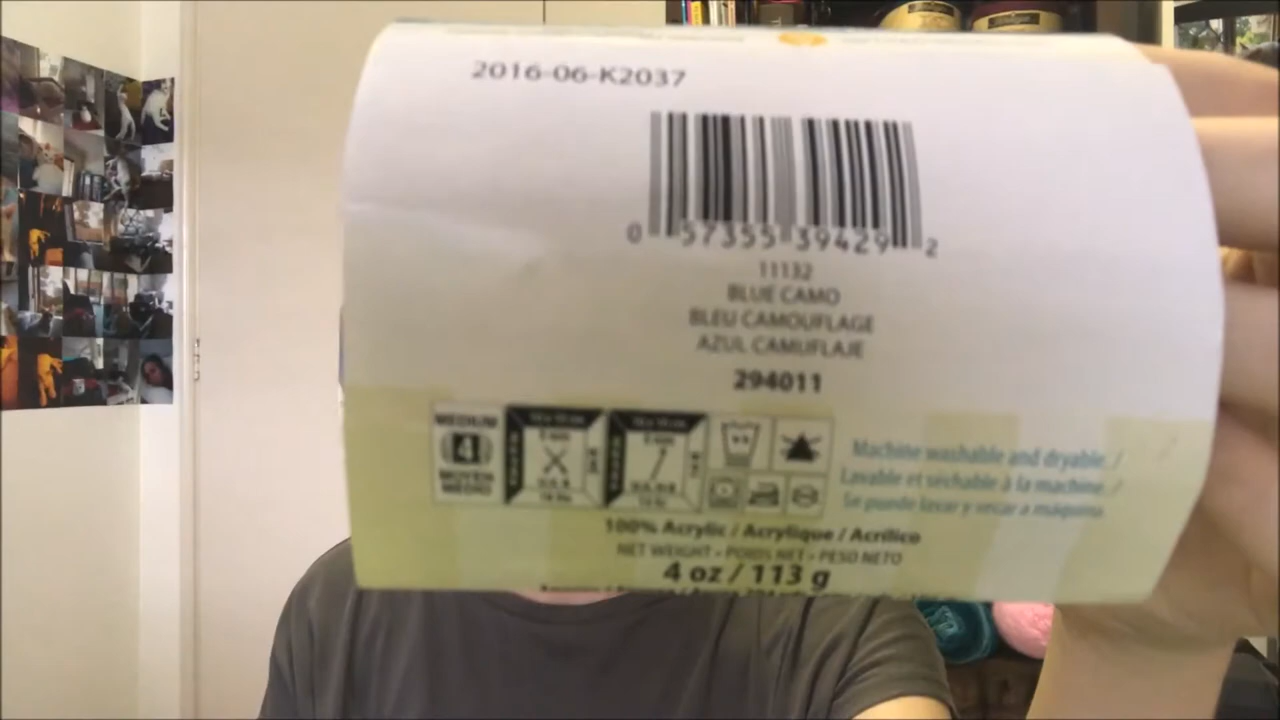 2016-06-K2037
0 57355 39429 2
11132
BLUE CAMO
BLEU CAMOUFLAGE
AZUL CAMUFLAJE
294011
MEDIUM
4
MOYEN
MEDIO
Machine washable and dryable. /
Lavable et séchable à la machine. /
Se puede lavar y secar a máquina.
100% Acrylic / Acrylique / Acrílico
NET WEIGHT • POIDS NET • PESO NETO
4 oz / 113 g